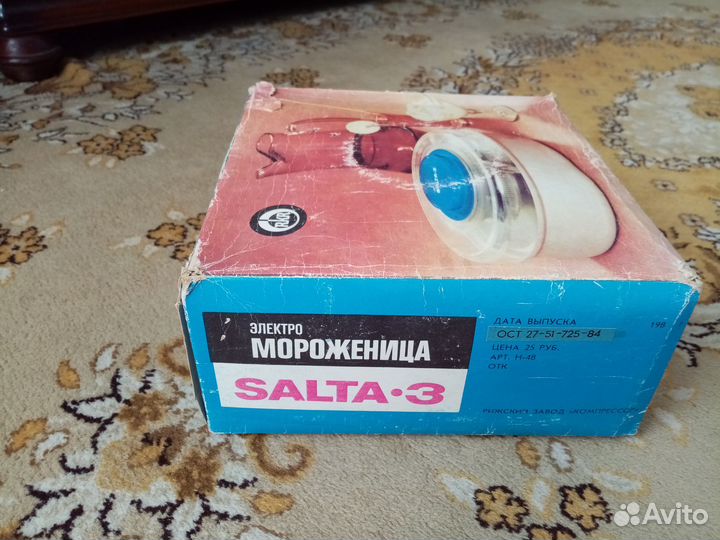 ЭЛЕКТРО
МОРОЖЕНИЦА
SALTA·3
ДАТА ВЫПУСКА 198
ОСТ 27-51-725-84
ЦЕНА 25 РУБ.
АРТ. Н-48
ОТК
РИЖСКИЙ ЗАВОД «КОМПРЕССОР»
Avito